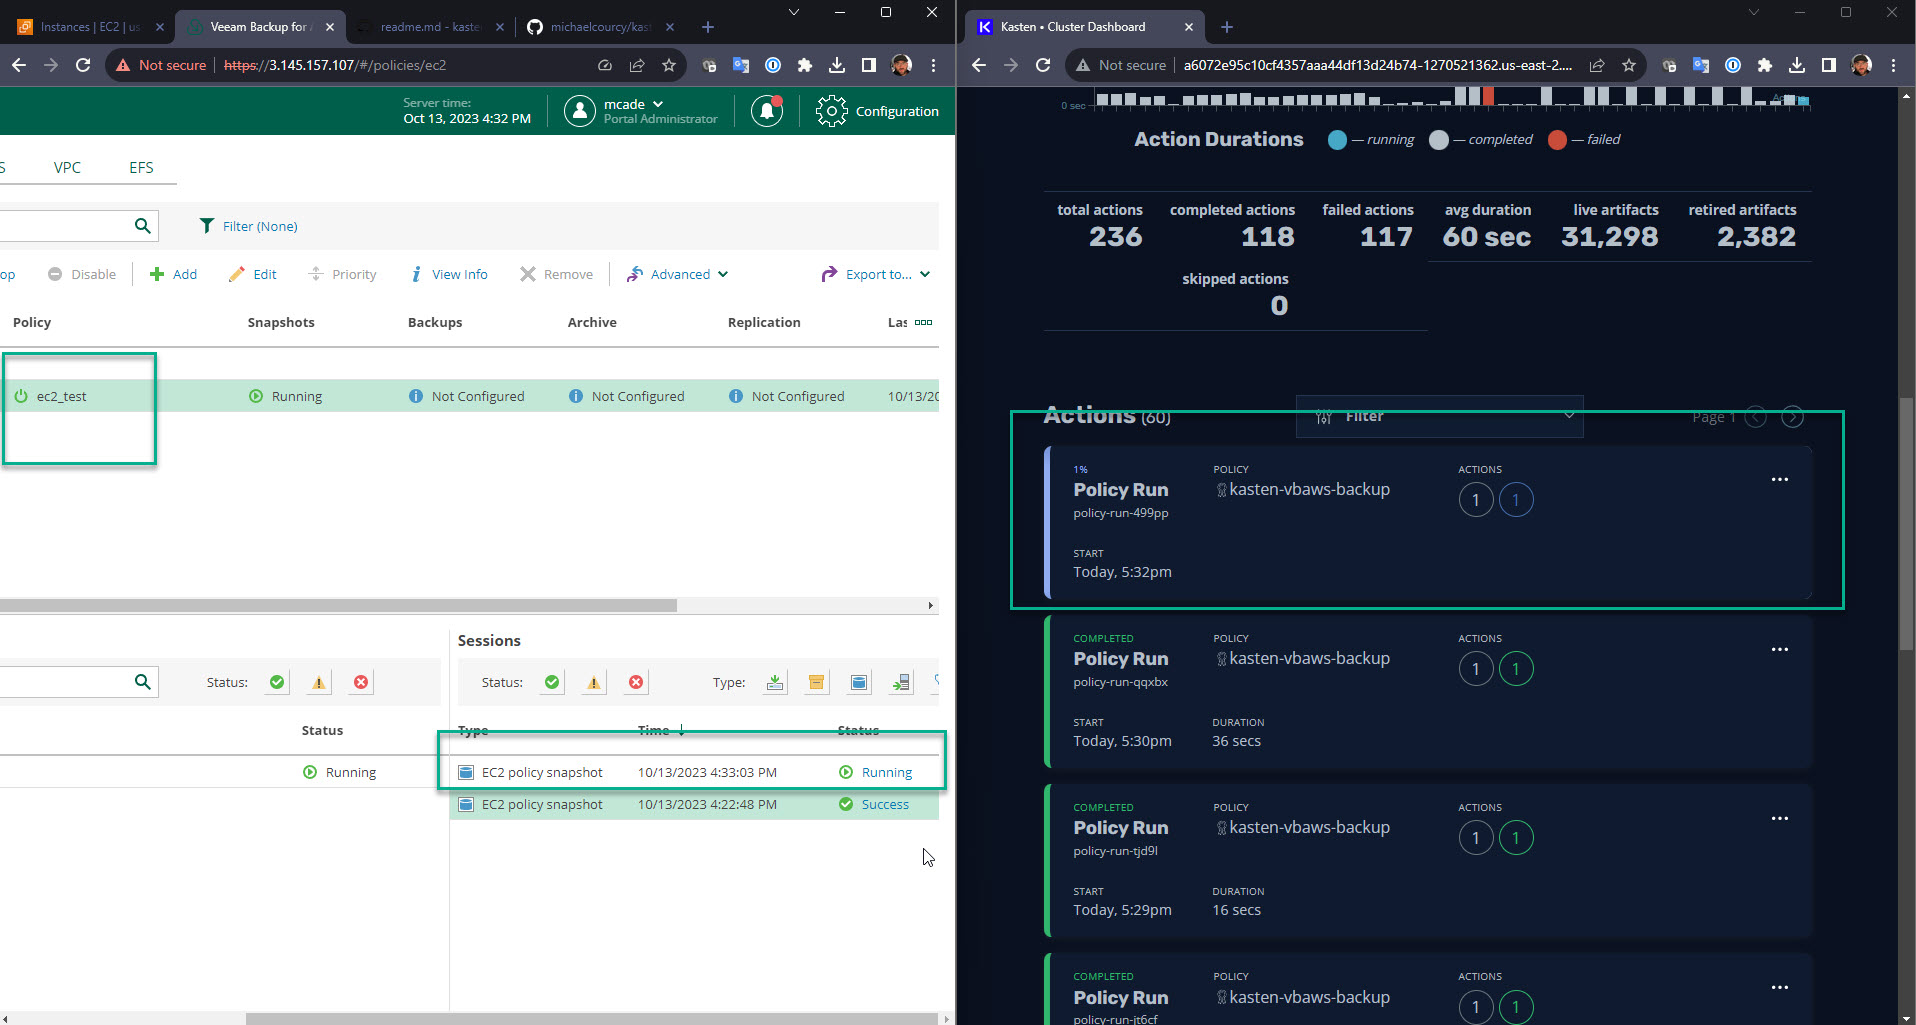 Instances | EC2 | us
Veeam Backup for A
readme.md - kaste
michaelcourcy/kas
Not secure
https://3.145.157.107/#/policies/ec2
Server time:
Oct 13, 2023 4:32 PM
mcade
Portal Administrator
Configuration
S
VPC
EFS
Filter (None)
op
Disable
Add
Edit
Priority
View Info
Remove
Advanced
Export to...
Policy
Snapshots
Backups
Archive
Replication
Las
ec2_test
Running
Not Configured
Not Configured
Not Configured
10/13/20
Sessions
Status:
Status:
Type:
Status
Type
Time
Status
Running
EC2 policy snapshot
10/13/2023 4:33:03 PM
Running
EC2 policy snapshot
10/13/2023 4:22:48 PM
Success
Kasten • Cluster Dashboard
Not secure
a6072e95c10cf4357aaa44df13d24b74-1270521362.us-east-2....
0 sec
Action Durations
— running
— completed
— failed
total actions
236
completed actions
118
failed actions
117
avg duration
60 sec
live artifacts
31,298
retired artifacts
2,382
skipped actions
0
Actions (60)
Filter
Page 1
1%
Policy Run
policy-run-499pp
POLICY
kasten-vbaws-backup
ACTIONS
1 1
START
Today, 5:32pm
COMPLETED
Policy Run
policy-run-qqxbx
POLICY
kasten-vbaws-backup
ACTIONS
1 1
START
Today, 5:30pm
DURATION
36 secs
COMPLETED
Policy Run
policy-run-tjd9l
POLICY
kasten-vbaws-backup
ACTIONS
1 1
START
Today, 5:29pm
DURATION
16 secs
COMPLETED
Policy Run
policy-run-jt6cf
POLICY
kasten-vbaws-backup
ACTIONS
1 1